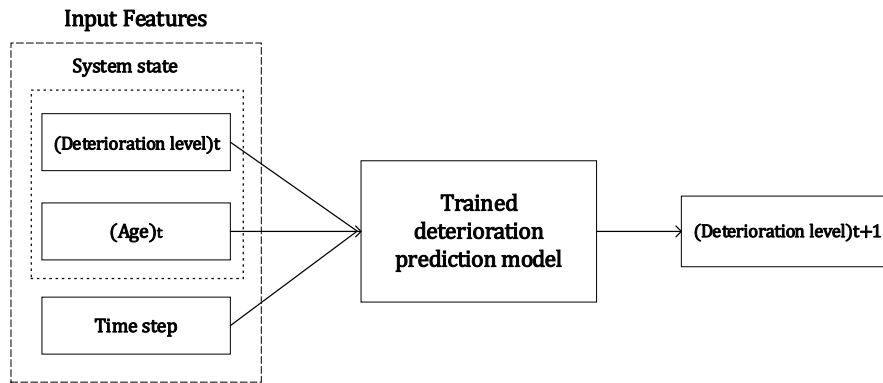 Input Features
System state
(Deterioration level)t
(Age)t
Time step
Trained
deterioration
prediction model
(Deterioration level)t+1